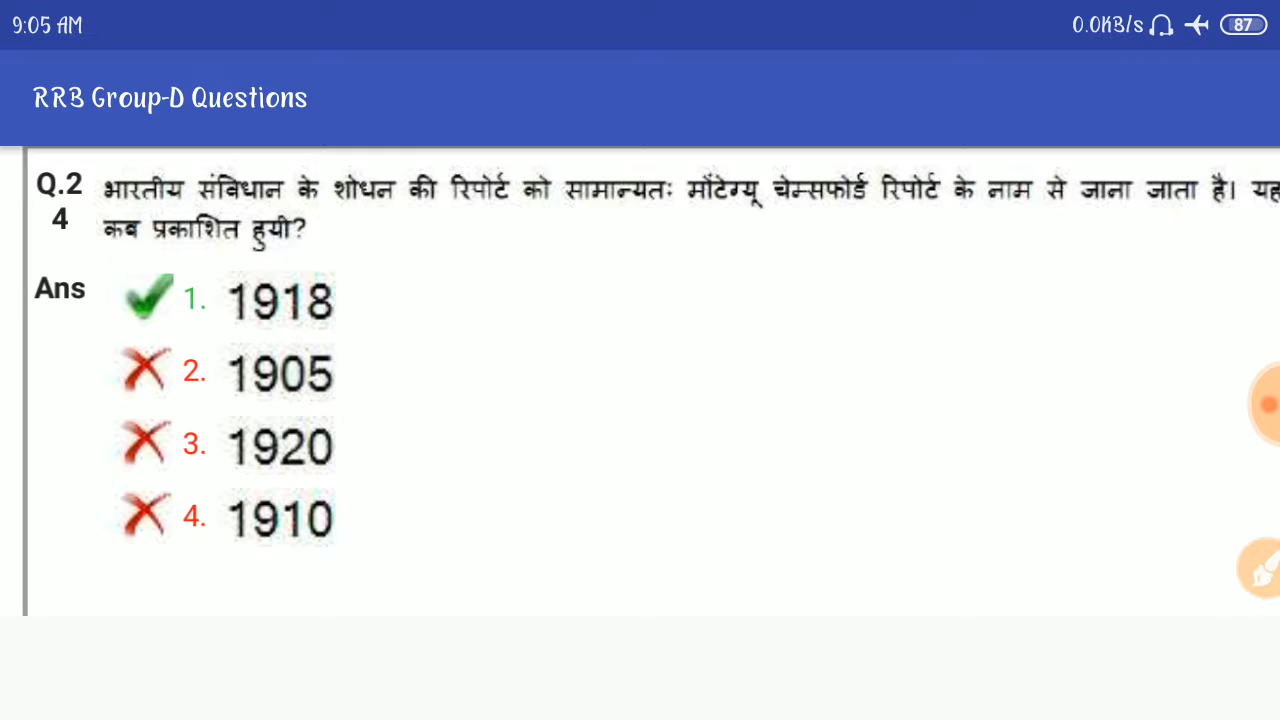 9:05 AM 0.0KB/s 87
RRB Group-D Questions
Q.2 भारतीय संविधान के शोधन की रिपोर्ट को सामान्यतः मोंटेग्यू चेम्सफोर्ड रिपोर्ट के नाम से जाना जाता है। यह
4 कब प्रकाशित हुयी?
Ans 1. 1918
2. 1905
3. 1920
4. 1910